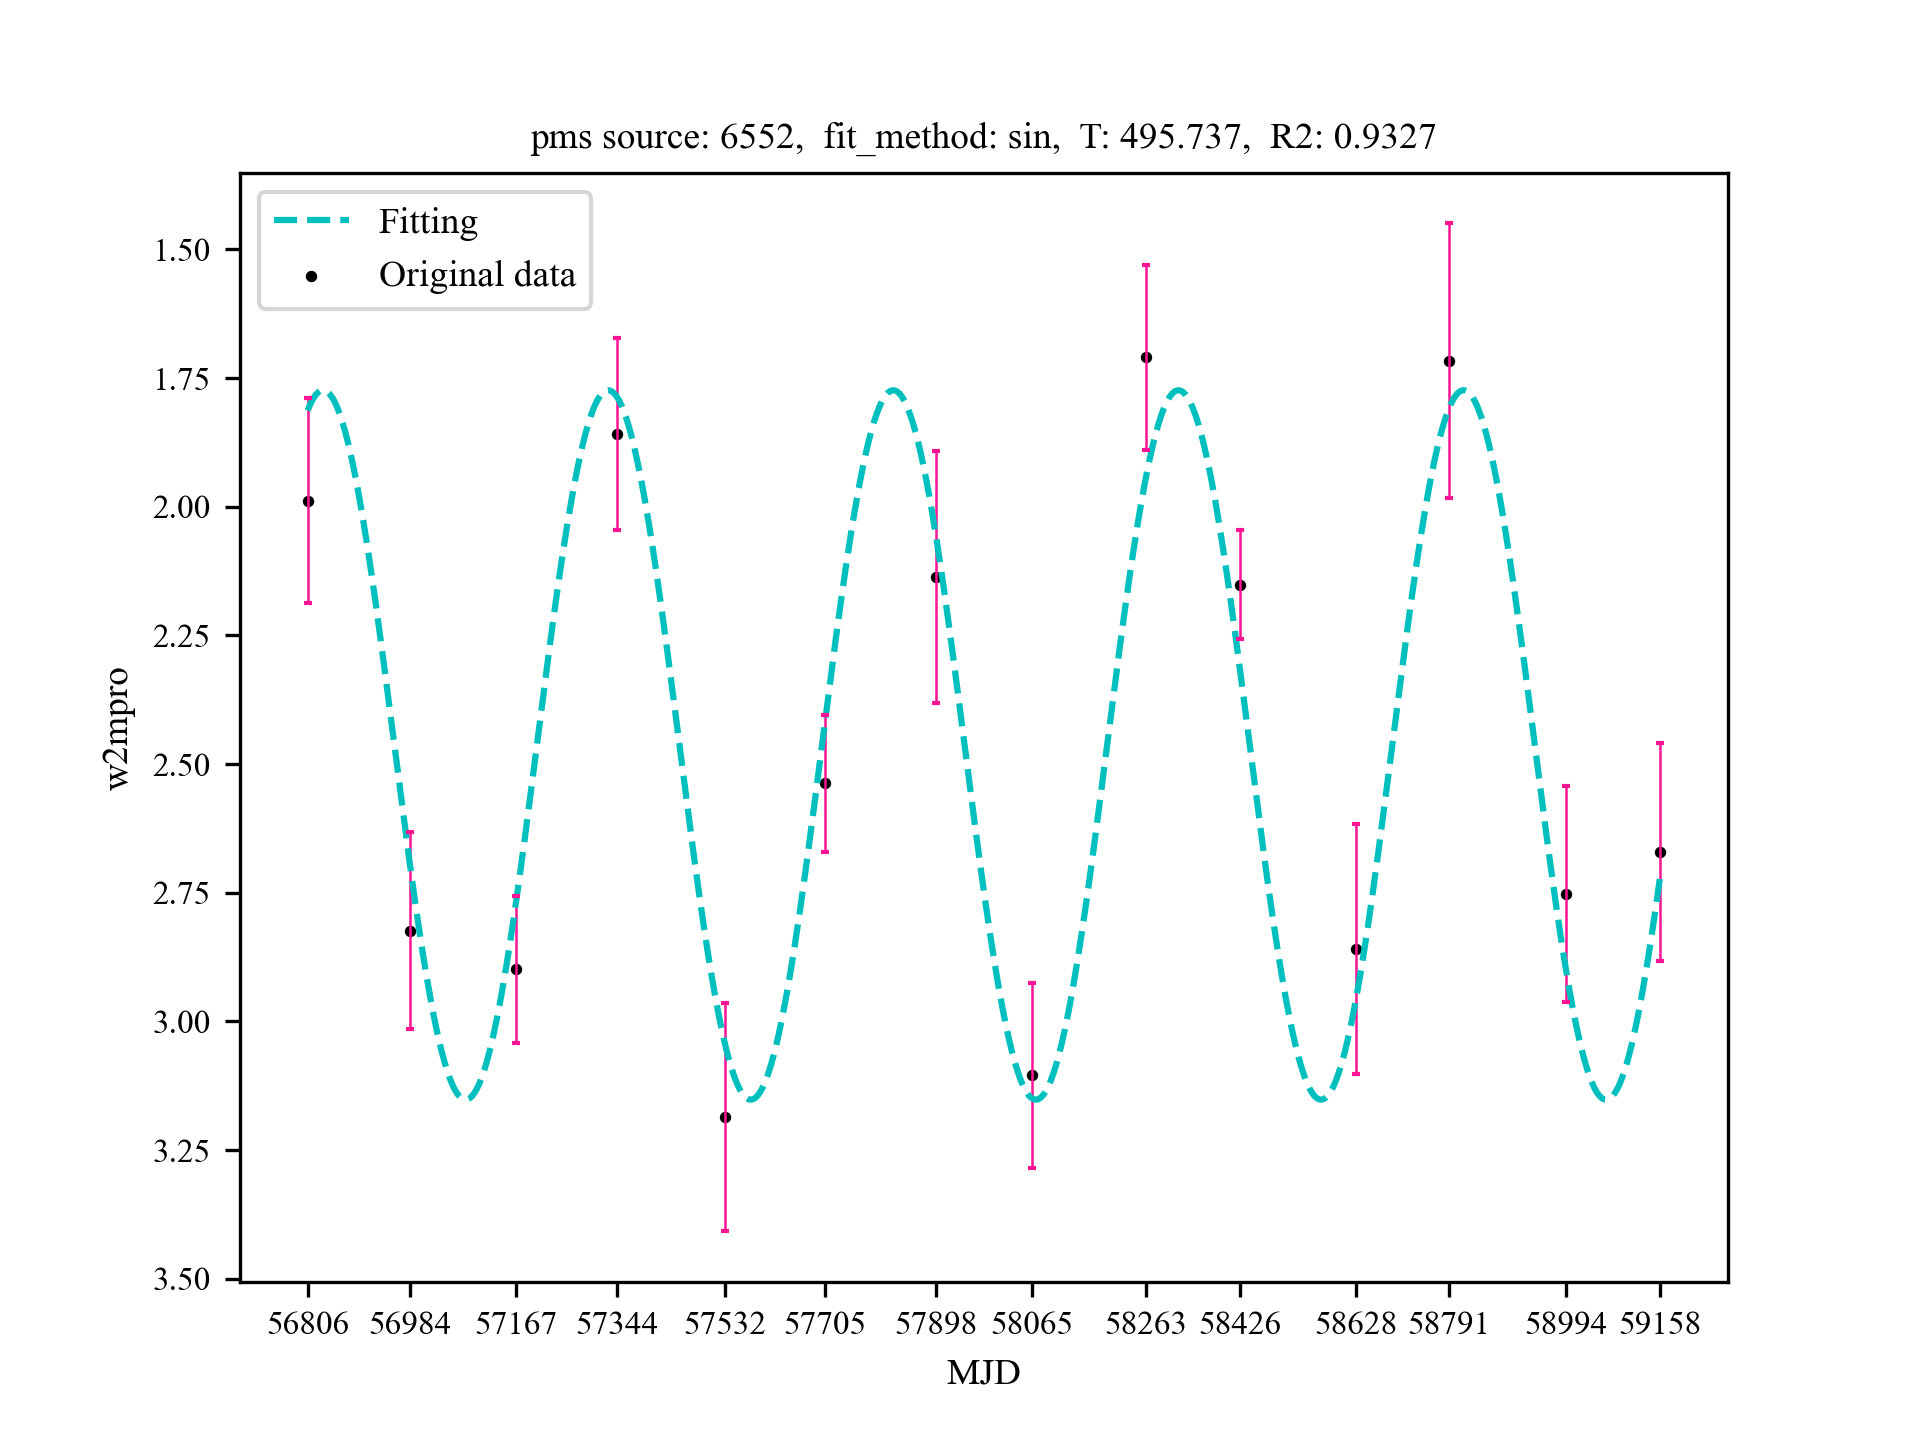 pms source: 6552,  fit_method: sin,  T: 495.737,  R2: 0.9327
Fitting
Original data
1.50
1.75
2.00
2.25
2.50
2.75
3.00
3.25
3.50
w2mpro
56806 56984 57167 57344 57532 57705 57898 58065 58263 58426 58628 58791 58994 59158
MJD